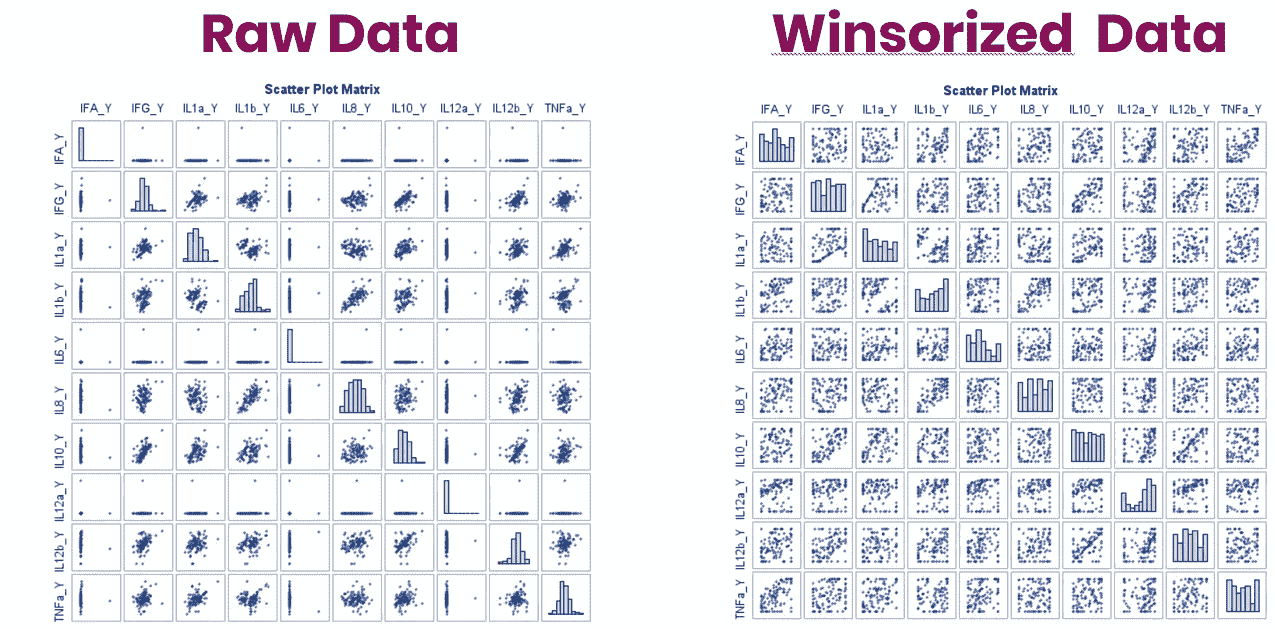 Raw Data
Winsorized Data
Scatter Plot Matrix
IFA_Y IFG_Y IL1a_Y IL1b_Y IL6_Y IL8_Y IL10_Y IL12a_Y IL12b_Y TNFa_Y
IFA_Y
IFG_Y
IL1a_Y
IL1b_Y
IL6_Y
IL8_Y
IL10_Y
IL12a_Y
IL12b_Y
TNFa_Y
Scatter Plot Matrix
IFA_Y IFG_Y IL1a_Y IL1b_Y IL6_Y IL8_Y IL10_Y IL12a_Y IL12b_Y TNFa_Y
IFA_Y
IFG_Y
IL1a_Y
IL1b_Y
IL6_Y
IL8_Y
IL10_Y
IL12a_Y
IL12b_Y
TNFa_Y